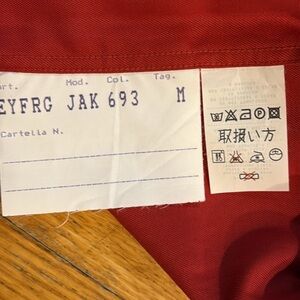 Art. Mod. Col. Tag.
EYFRG JAK 693 M
Cartella N.
取扱い方